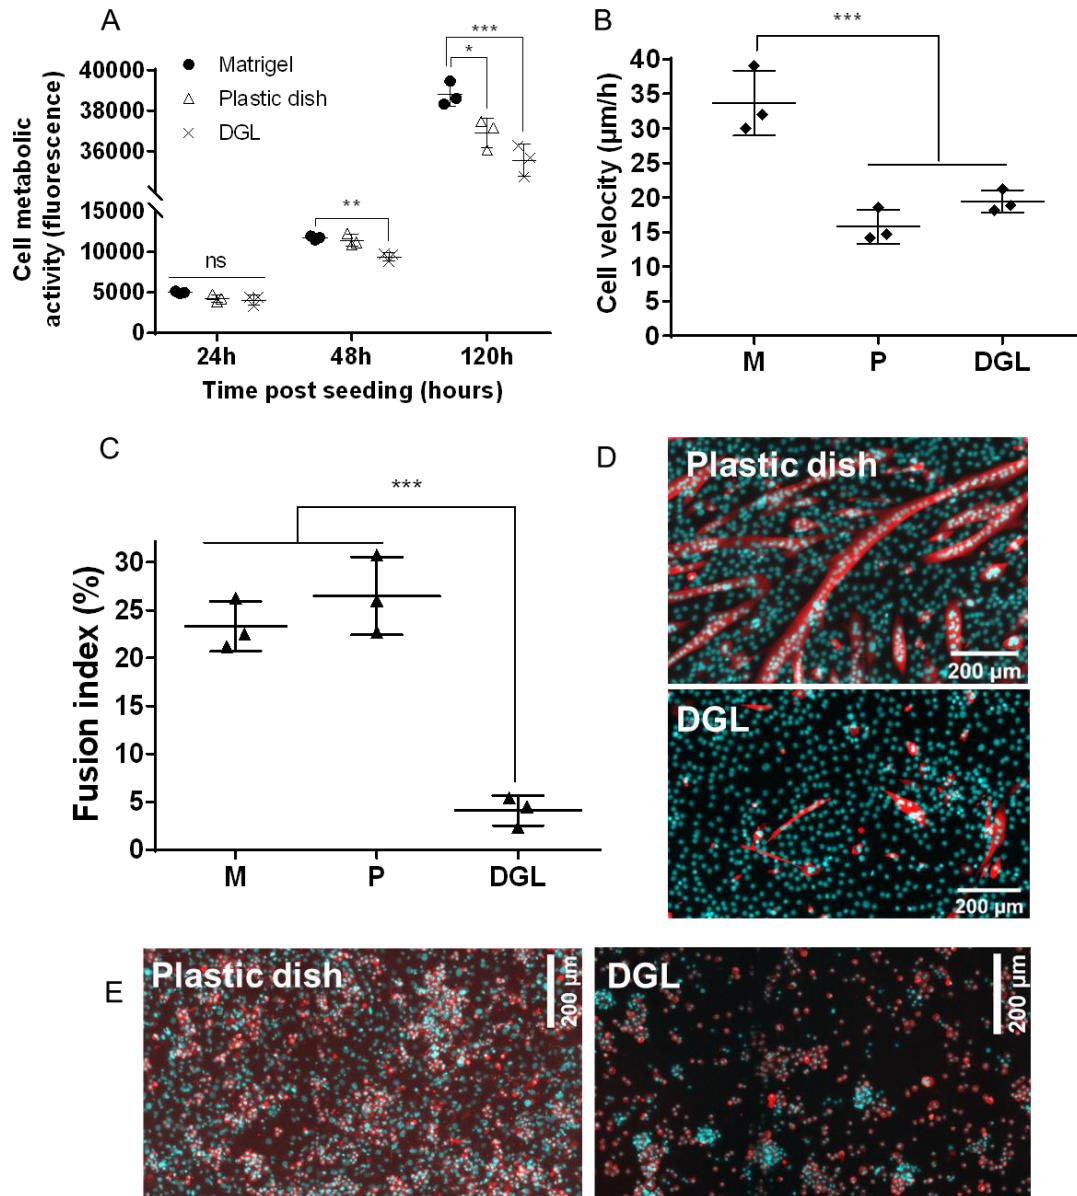 A
Cell metabolic
activity (fluorescence)
40000
38000
36000
15000
10000
5000
0
Matrigel
Plastic dish
DGL
ns
**
*
***
24h
48h
120h
Time post seeding (hours)
B
Cell velocity (µm/h)
40
35
30
25
20
15
10
5
0
***
M
P
DGL
C
Fusion index (%)
30
25
20
15
10
5
0
***
M
P
DGL
D
Plastic dish
200 µm
DGL
200 µm
E
Plastic dish
200 µm
DGL
200 µm